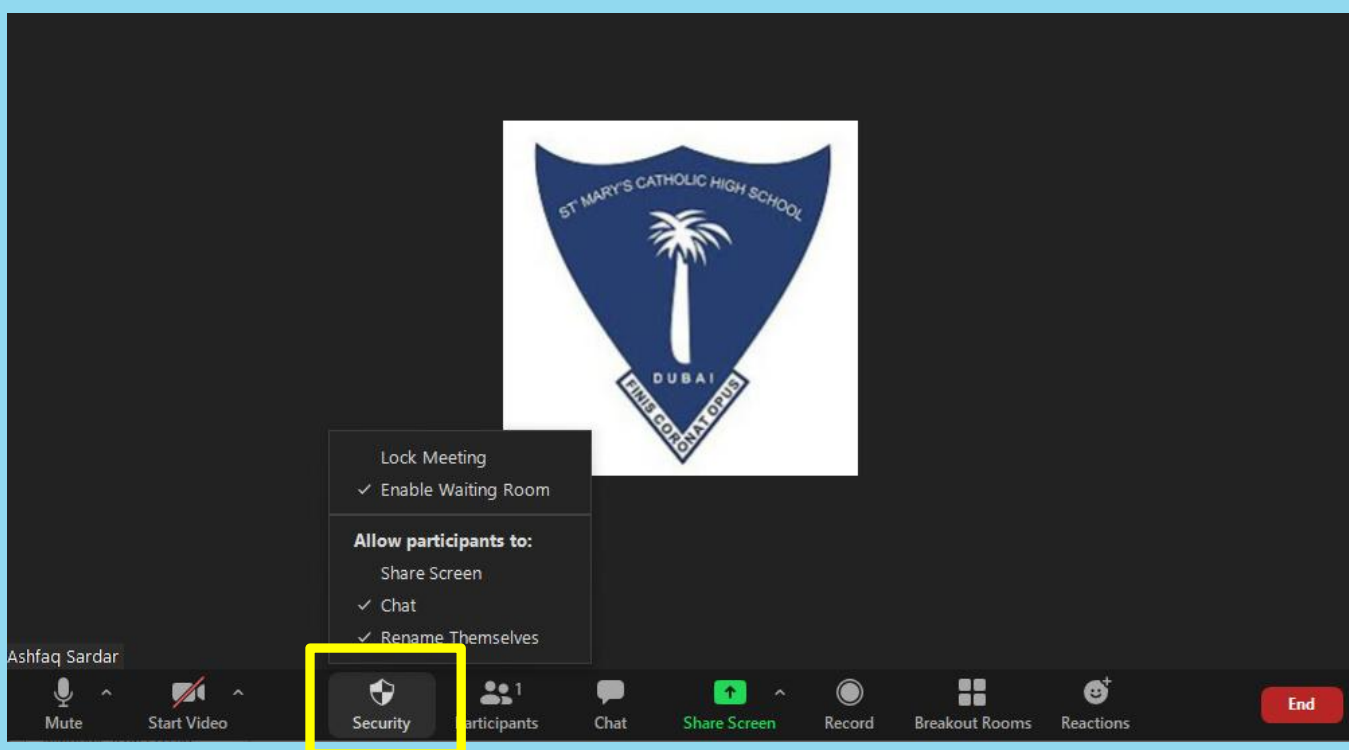 ST' MARY'S CATHOLIC HIGH SCHOOL
DUBAI
FINIS CORONAT OPUS
Lock Meeting
Enable Waiting Room
Allow participants to:
Share Screen
Chat
Rename Themselves
Ashfaq Sardar
1
Mute Start Video Security articipants Chat Share Screen Record Breakout Rooms Reactions End